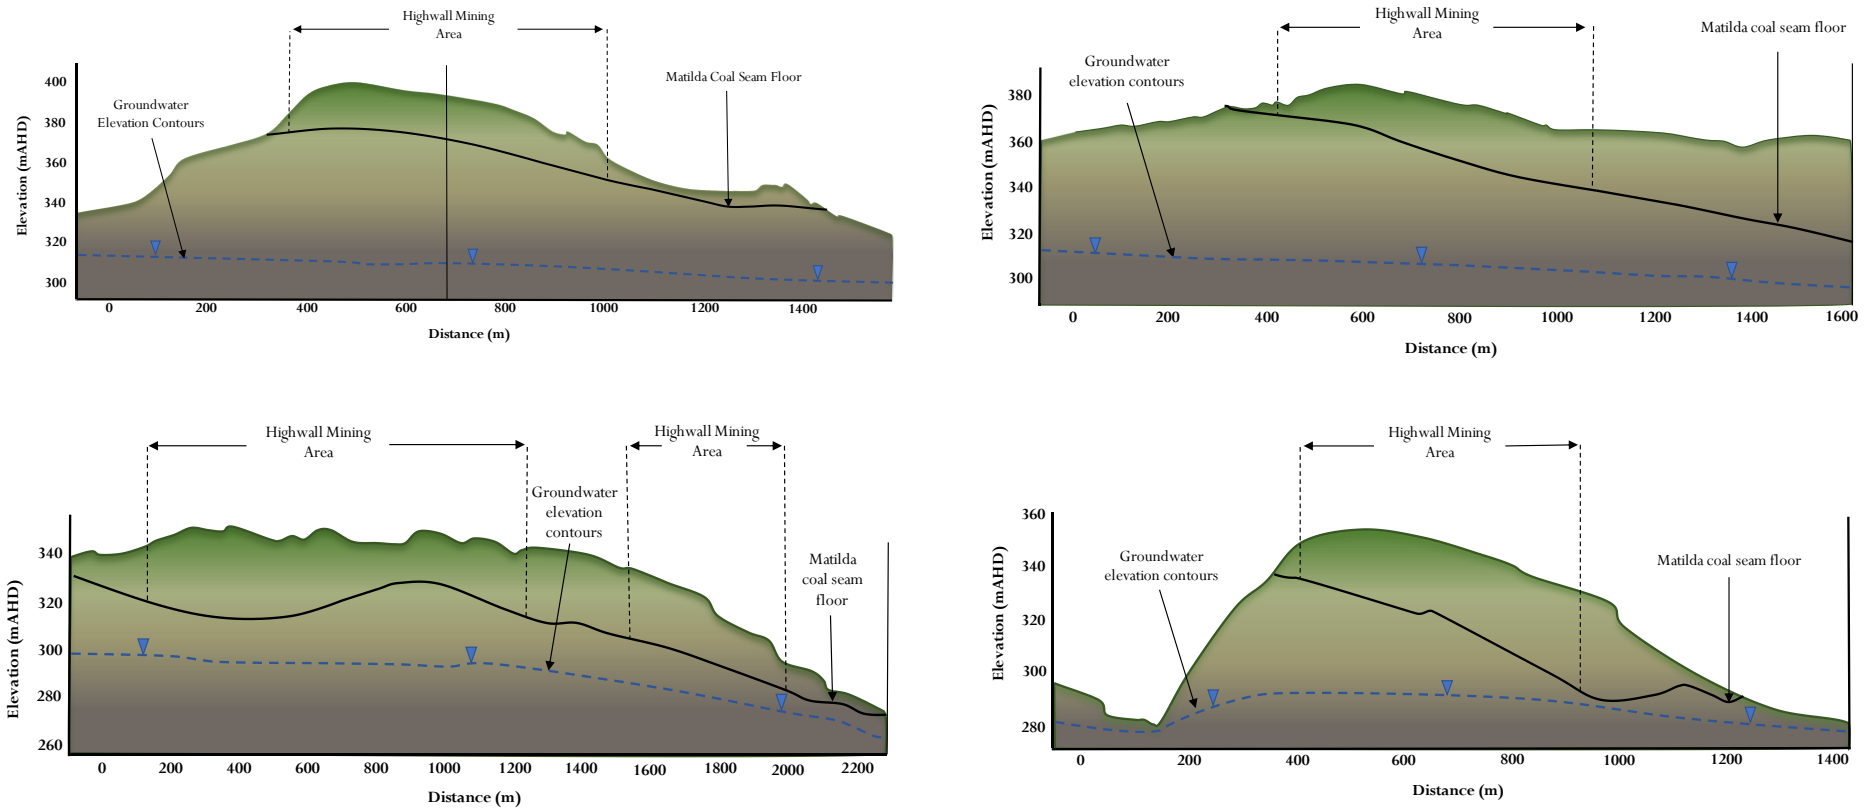 Highwall Mining
Area
Matilda Coal Seam Floor
Groundwater
Elevation Contours
Elevation (mAHD)
400
380
360
340
320
300
0 200 400 600 800 1000 1200 1400
Distance (m)
Highwall Mining
Area
Matilda coal seam floor
Groundwater
elevation contours
Elevation (mAHD)
380
360
340
320
300
0 200 400 600 800 1000 1200 1400 1600
Distance (m)
Highwall Mining
Area
Highwall Mining
Area
Groundwater
elevation
contours
Matilda
coal seam
floor
Elevation (mAHD)
340
320
300
280
260
0 200 400 600 800 1000 1200 1400 1600 1800 2000 2200
Distance (m)
Highwall Mining
Area
Groundwater
elevation contours
Matilda coal seam floor
Elevation (mAHD)
360
340
320
300
280
0 200 400 600 800 1000 1200 1400
Distance (m)